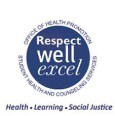 OFFICE OF HEALTH PROMOTION
Respect
well
excel
STUDENT HEALTH AND COUNSELING SERVICES
Health • Learning • Social Justice